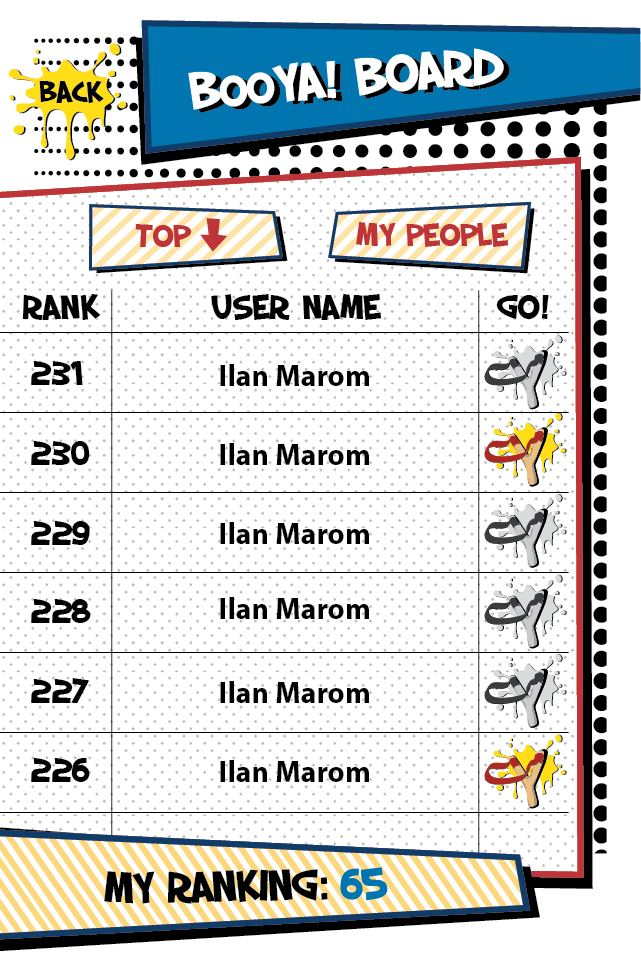 BACK
BOOYA! BOARD
TOP
MY PEOPLE
RANK USER NAME GO!
231 Ilan Marom
230 Ilan Marom
229 Ilan Marom
228 Ilan Marom
227 Ilan Marom
226 Ilan Marom
MY RANKING: 65